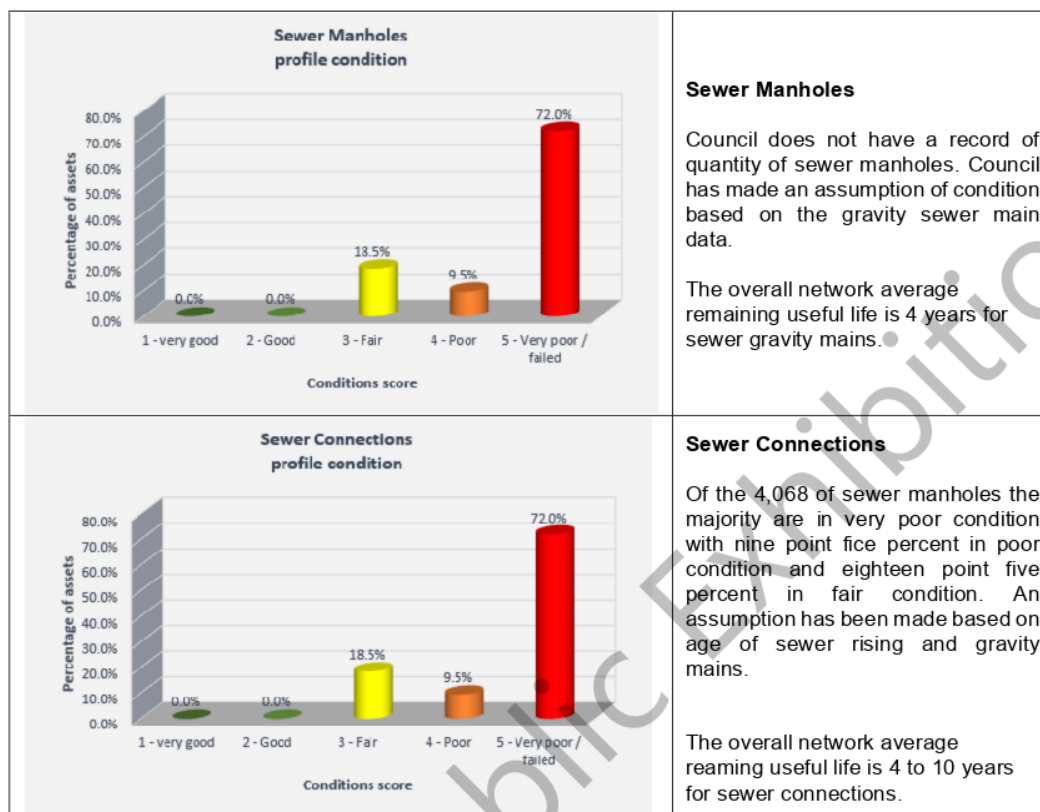 Sewer Manholes
profile condition
Percentage of assets
80.0%
70.0%
60.0%
50.0%
40.0%
30.0%
20.0%
10.0%
0.0%
0.0%
0.0%
18.5%
9.5%
72.0%
1 - very good
2 - Good
3 - Fair
4 - Poor
5 - Very poor /
failed
Conditions score
Sewer Manholes
Council does not have a record of
quantity of sewer manholes. Council
has made an assumption of condition
based on the gravity sewer main
data.
The overall network average
remaining useful life is 4 years for
sewer gravity mains.
Sewer Connections
profile condition
Percentage of assets
80.0%
70.0%
60.0%
50.0%
40.0%
30.0%
20.0%
10.0%
0.0%
0.0%
0.0%
18.5%
9.5%
72.0%
1 - very good
2 - Good
3 - Fair
4 - Poor
5 - Very poor /
failed
Conditions score
Sewer Connections
Of the 4,068 of sewer manholes the
majority are in very poor condition
with nine point fice percent in poor
condition and eighteen point five
percent in fair condition. An
assumption has been made based on
age of sewer rising and gravity
mains.
The overall network average
reaming useful life is 4 to 10 years
for sewer connections.